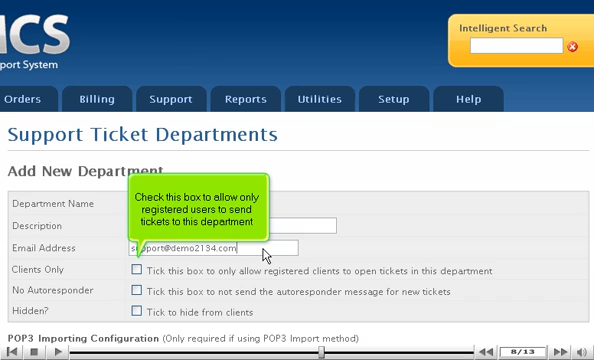 CS
Intelligent Search
port System
Orders Billing Support Reports Utilities Setup Help
Support Ticket Departments
Add New Department
Check this box to allow only
registered users to send
tickets to this department
Department Name
Description
Email Address support@demo2134.com
Clients Only Tick this box to only allow registered clients to open tickets in this department
No Autoresponder Tick this box to not send the autoresponder message for new tickets
Hidden? Tick to hide from clients
POP3 Importing Configuration (Only required if using POP3 Import method)
8/13